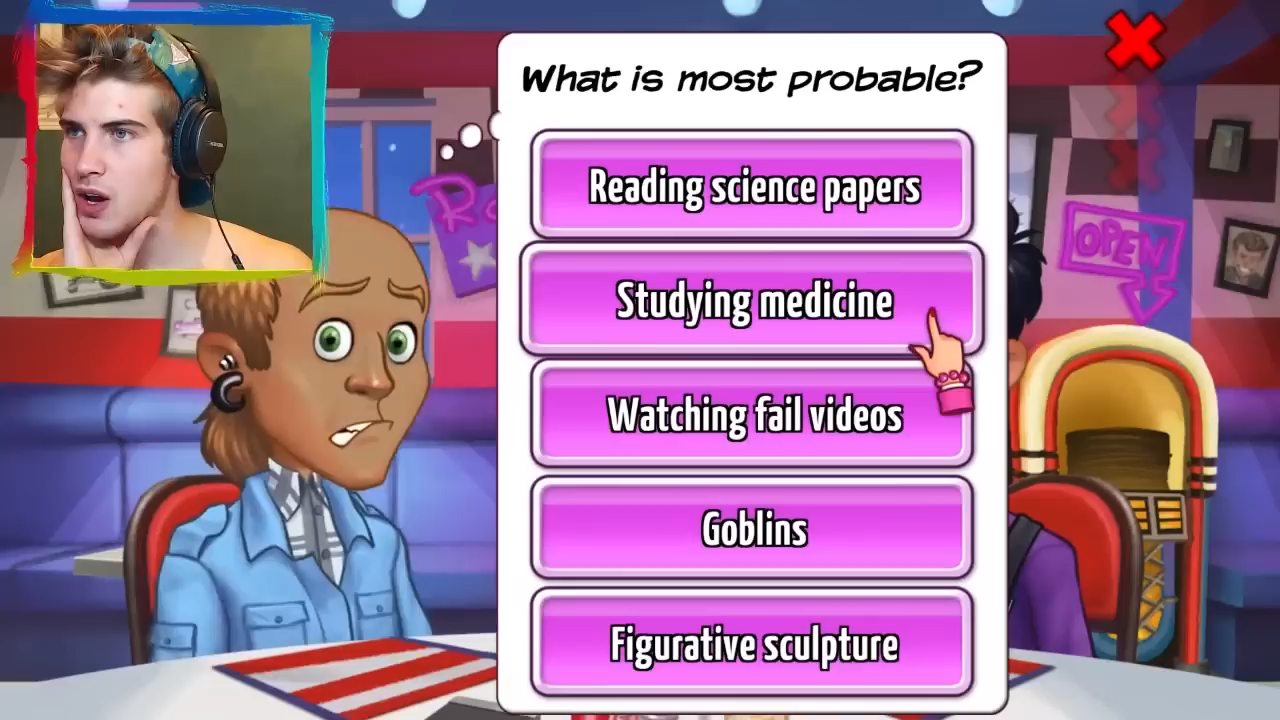 What is most probable?
Reading science papers
Studying medicine
Watching fail videos
Goblins
Figurative sculpture
OPEN